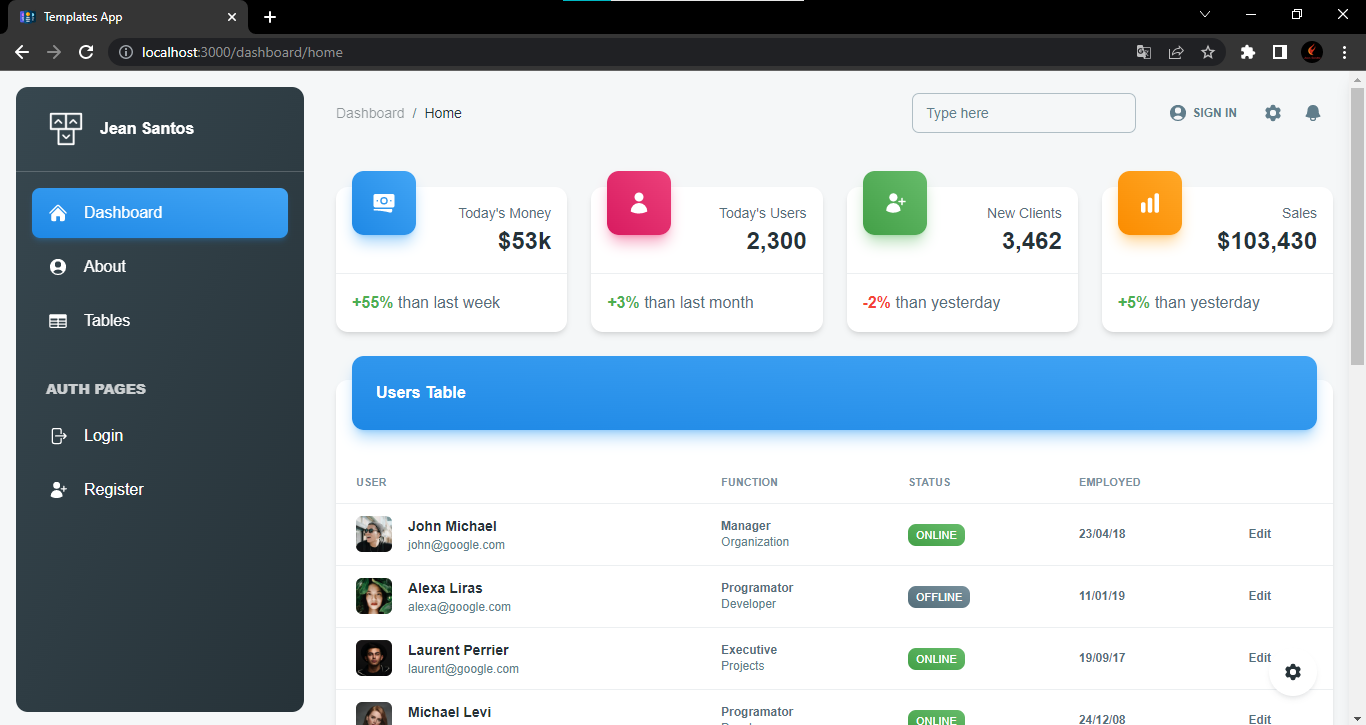 Templates App
localhost:3000/dashboard/home
Jean Santos
Dashboard
About
Tables
AUTH PAGES
Login
Register
Dashboard / Home
Type here
SIGN IN
Today's Money
$53k
+55% than last week
Today's Users
2,300
+3% than last month
New Clients
3,462
-2% than yesterday
Sales
$103,430
+5% than yesterday
Users Table
USER FUNCTION STATUS EMPLOYED
John Michael Manager
john@google.com Organization ONLINE 23/04/18 Edit
Alexa Liras Programator
alexa@google.com Developer OFFLINE 11/01/19 Edit
Laurent Perrier Executive
laurent@google.com Projects ONLINE 19/09/17 Edit
Michael Levi Programator
ONLINE 24/12/08 Edit